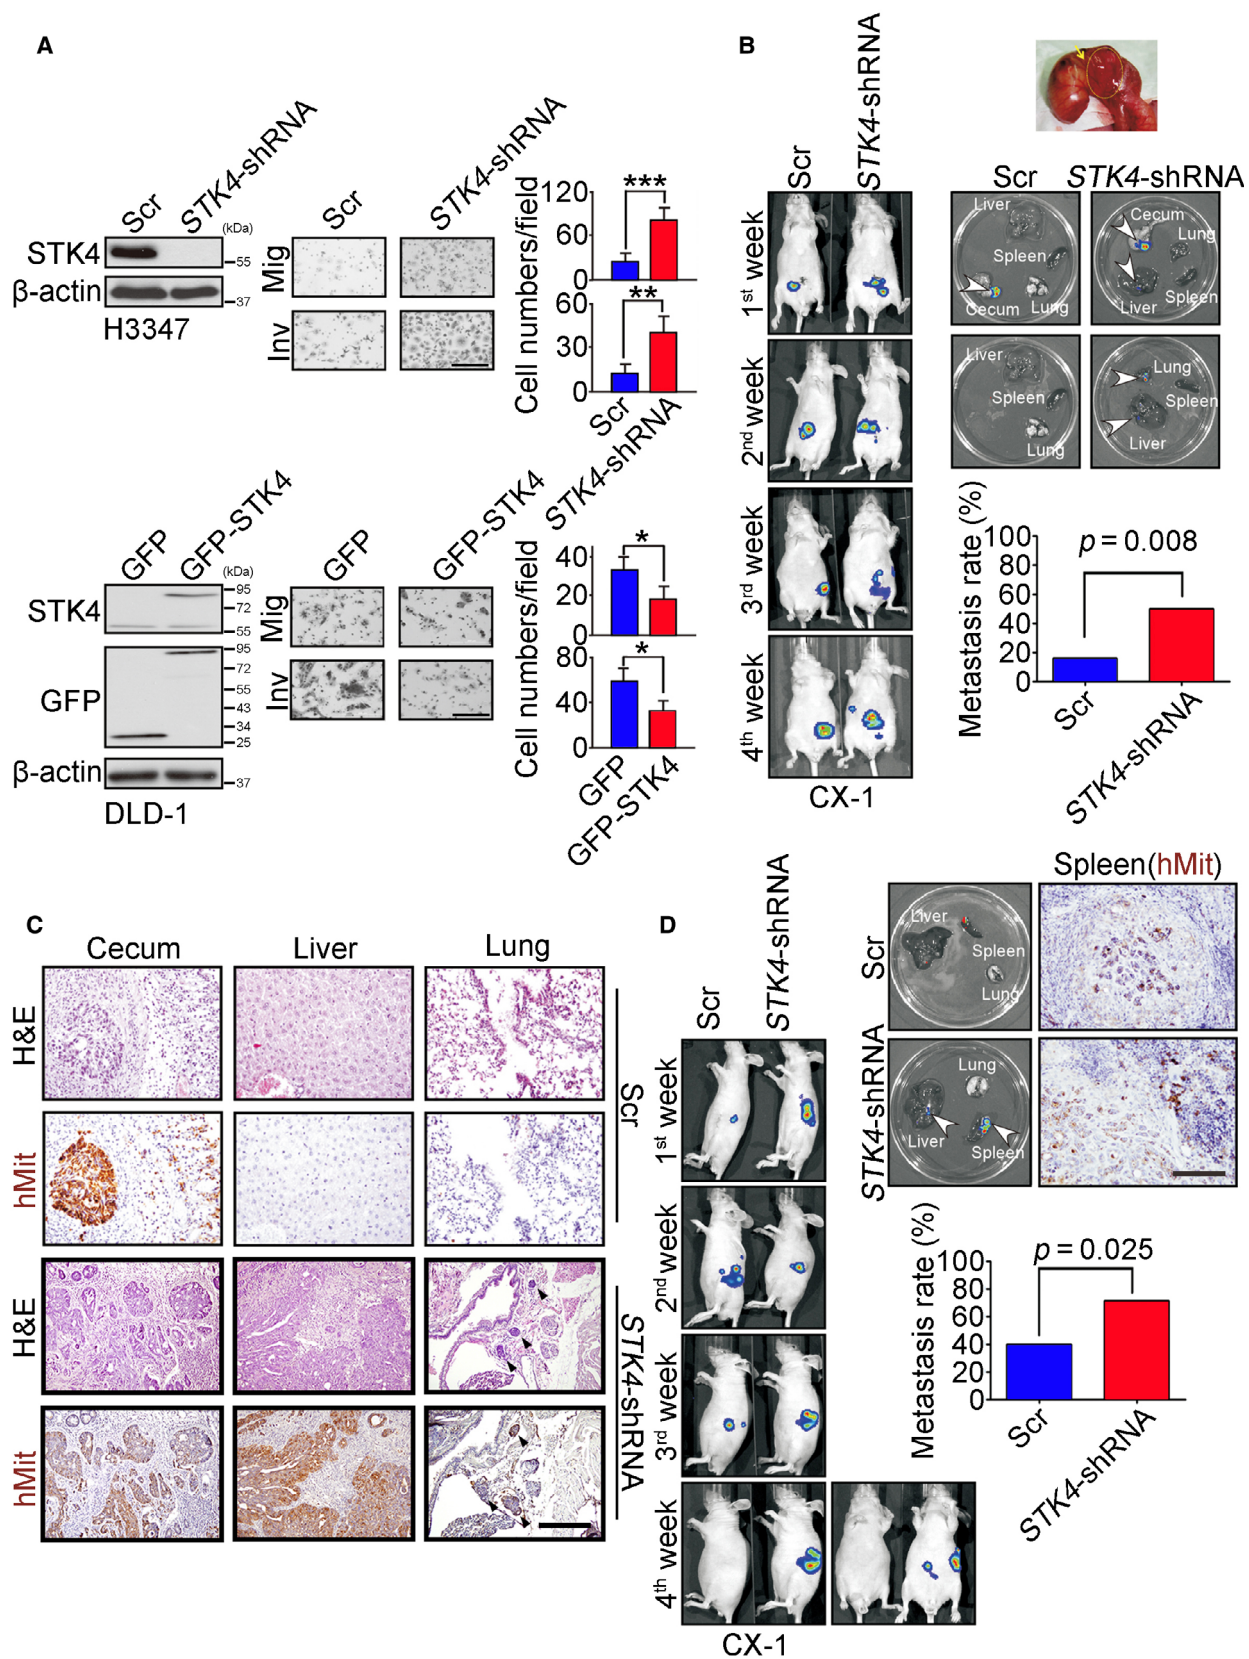 A
Scr
STK4-shRNA
(kDa)
STK4
55
β-actin
37
H3347
Scr
STK4-shRNA
Mig
Inv
Cell numbers/field
120
60
0
***
60
30
0
**
Scr
STK4-shRNA
GFP
GFP-STK4
(kDa)
STK4
95
72
55
GFP
95
72
55
43
34
25
β-actin
37
DLD-1
GFP
GFP-STK4
Mig
Inv
Cell numbers/field
40
20
0
*
80
40
0
*
GFP
GFP-STK4
B
Scr
STK4-shRNA
1st week
2nd week
3rd week
4th week
CX-1
Scr
STK4-shRNA
Liver
Spleen
Cecum
Lung
Cecum
Lung
Spleen
Liver
Liver
Spleen
Lung
Lung
Spleen
Liver
Metastasis rate (%)
100
80
60
40
20
0
p = 0.008
Scr
STK4-shRNA
C
Cecum
Liver
Lung
H&E
hMit
Scr
H&E
hMit
STK4-shRNA
D
Scr
STK4-shRNA
1st week
2nd week
3rd week
4th week
CX-1
Spleen(hMit)
Scr
Liver
Spleen
Lung
STK4-shRNA
Lung
Liver
Spleen
Metastasis rate (%)
100
80
60
40
20
0
p = 0.025
Scr
STK4-shRNA